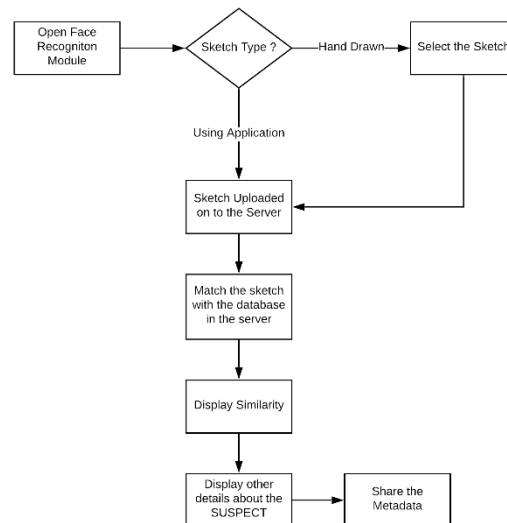 Open Face
Recogniton
Module
Sketch Type ?
Hand Drawn
Select the Sketch
Using Application
Sketch Uploaded
on to the Server
Match the sketch
with the database
in the server
Display Similarity
Display other
details about the
SUSPECT
Share the
Metadata